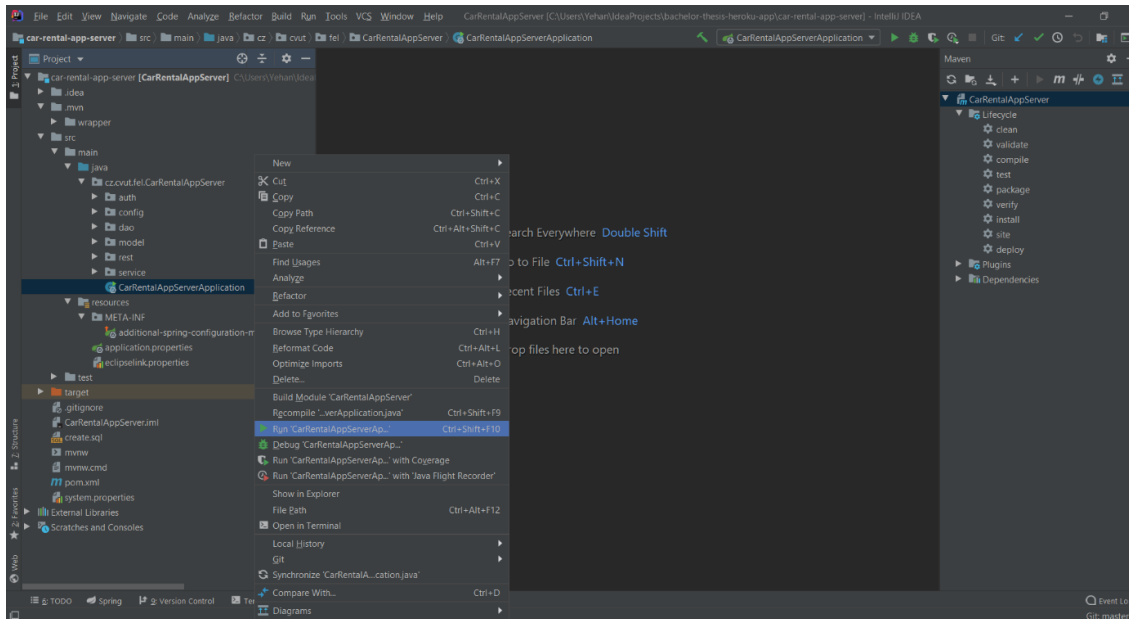 File Edit View Navigate Code Analyze Refactor Build Run Tools VCS Window Help CarRentalAppServer [C:\Users\Yehan\IdeaProjects\bachelor-thesis-heroku-app\car-rental-app-server] - IntelliJ IDEA
car-rental-app-server src main java cz cvut fel CarRentalAppServer CarRentalAppServerApplication CarRentalAppServerApplication Git:
1: Project
Project
car-rental-app-server [CarRentalAppServer] C:\Users\Yehan\Idea
.idea
.mvn
wrapper
src
main
java
cz.cvut.fel.CarRentalAppServer
auth
config
dao
model
rest
service
CarRentalAppServerApplication
resources
META-INF
additional-spring-configuration-m
application.properties
eclipselink.properties
test
target
.gitignore
CarRentalAppServer.iml
create.sql
mvnw
mvnw.cmd
pom.xml
system.properties
External Libraries
Scratches and Consoles
7: Structure
2: Favorites
Web
New
Cut Ctrl+X
Copy Ctrl+C
Copy Path Ctrl+Shift+C
Copy Reference Ctrl+Alt+Shift+C
Paste Ctrl+V
Find Usages Alt+F7
Analyze
Refactor
Add to Favorites
Browse Type Hierarchy Ctrl+H
Reformat Code Ctrl+Alt+L
Optimize Imports Ctrl+Alt+O
Delete... Delete
Build Module 'CarRentalAppServer'
Recompile '...verApplication.java' Ctrl+Shift+F9
Run 'CarRentalAppServerAp...' Ctrl+Shift+F10
Debug 'CarRentalAppServerAp...'
Run 'CarRentalAppServerAp...' with Coverage
Run 'CarRentalAppServerAp...' with 'Java Flight Recorder'
Show in Explorer
File Path Ctrl+Alt+F12
Open in Terminal
Local History
Git
Synchronize 'CarRentalA...cation.java'
Compare With... Ctrl+D
Diagrams
earch Everywhere Double Shift
o to File Ctrl+Shift+N
ecent Files Ctrl+E
avigation Bar Alt+Home
rop files here to open
Maven
CarRentalAppServer
Lifecycle
clean
validate
compile
test
package
verify
install
site
deploy
Plugins
Dependencies
6: TODO Spring 9: Version Control Te
Event Lo
Git: master